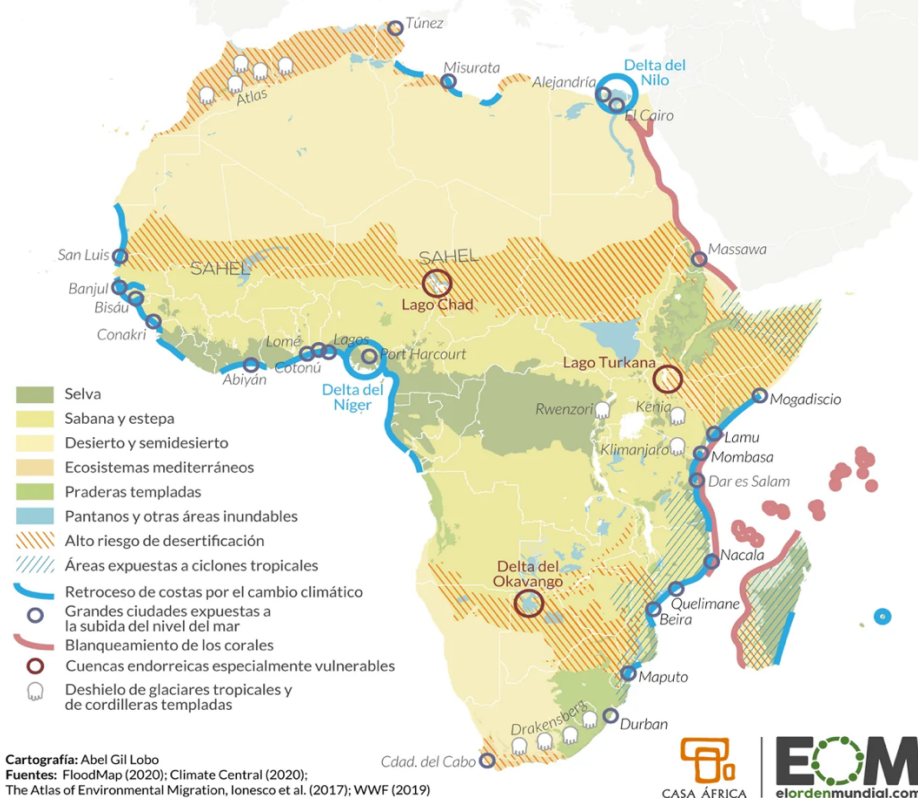 Túnez
Misurata
Alejandría
Delta del
Nilo
El Cairo
Atlas
San Luis
SAHEL
SAHEL
Massawa
Banjul
Bisáu
Lago Chad
Conakri
Lomé
Lagos
Cotonú
Port Harcourt
Abiyán
Delta del
Níger
Lago Turkana
Rwenzori
Kenia
Mogadiscio
Kilimanjaro
Lamu
Mombasa
Dar es Salam
Nacala
Delta del
Okavango
Quelimane
Beira
Maputo
Drakensberg
Durban
Cdad. del Cabo
Selva
Sabana y estepa
Desierto y semidesierto
Ecosistemas mediterráneos
Praderas templadas
Pantanos y otras áreas inundables
Alto riesgo de desertificación
Áreas expuestas a ciclones tropicales
Retroceso de costas por el cambio climático
Grandes ciudades expuestas a
la subida del nivel del mar
Blanqueamiento de los corales
Cuencas endorreicas especialmente vulnerables
Deshielo de glaciares tropicales y
de cordilleras templadas
Cartografía: Abel Gil Lobo
Fuentes: FloodMap (2020); Climate Central (2020);
The Atlas of Environmental Migration, Ionesco et al. (2017); WWF (2019)
CASA ÁFRICA
EOM
elordenmundial.com